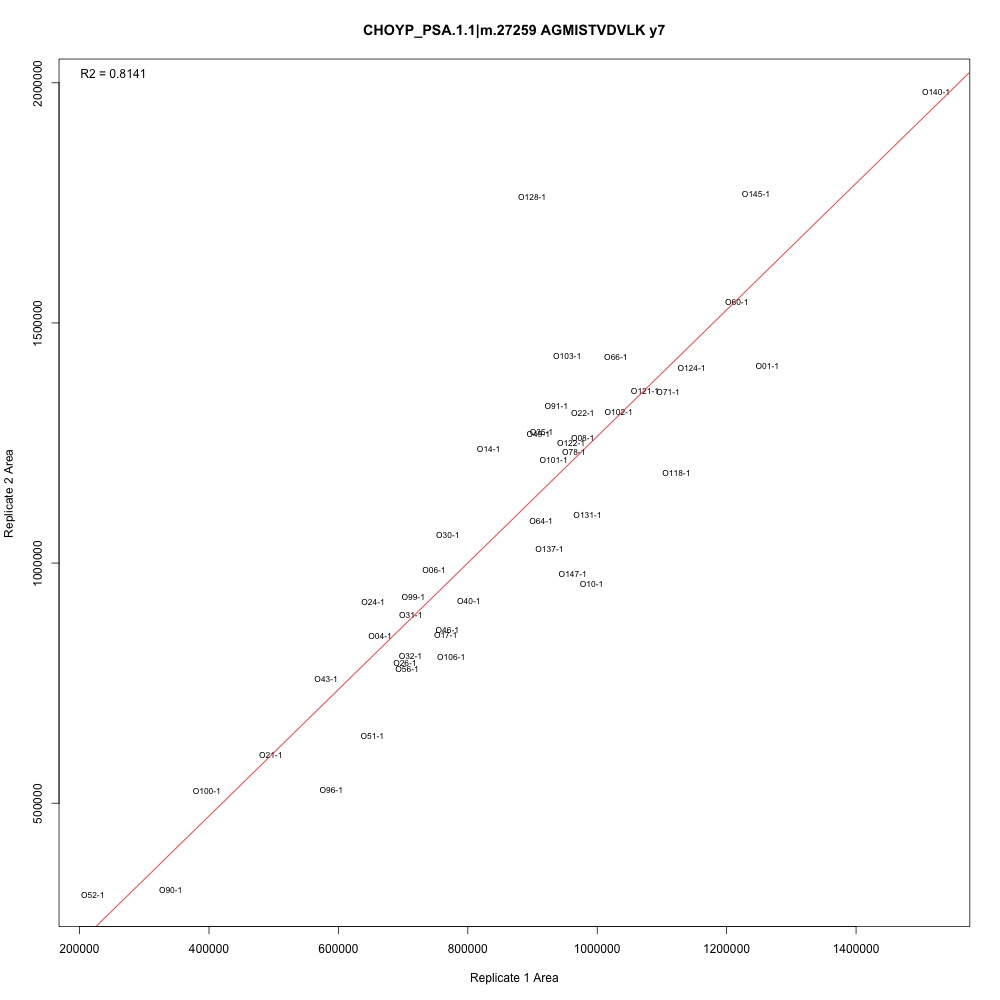 CHOYP_PSA.1.1|m.27259 AGMISTVDVLK y7
R2 = 0.8141
2000000
1500000
1000000
500000
Replicate 2 Area
O140-1
O128-1
O145-1
O60-1
O103-1
O66-1
O01-1
O124-1
O121-1
O71-1
O91-1
O22-1
O102-1
O35-1
O49-1
O08-1
O122-1
O14-1
O78-1
O101-1
O118-1
O131-1
O64-1
O30-1
O137-1
O06-1
O147-1
O10-1
O99-1
O24-1
O40-1
O31-1
O46-1
O17-1
O04-1
O32-1
O106-1
O26-1
O56-1
O43-1
O51-1
O21-1
O100-1
O96-1
O90-1
O52-1
200000
400000
600000
800000
1000000
1200000
1400000
Replicate 1 Area